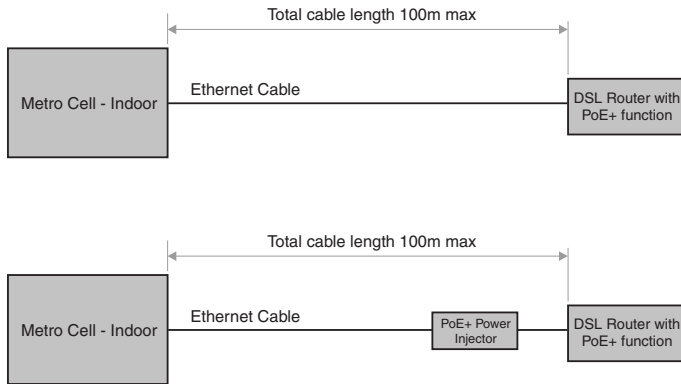 Total cable length 100m max
Metro Cell - Indoor
Ethernet Cable
DSL Router with
PoE+ function
Total cable length 100m max
Metro Cell - Indoor
Ethernet Cable
PoE+ Power
Injector
DSL Router with
PoE+ function